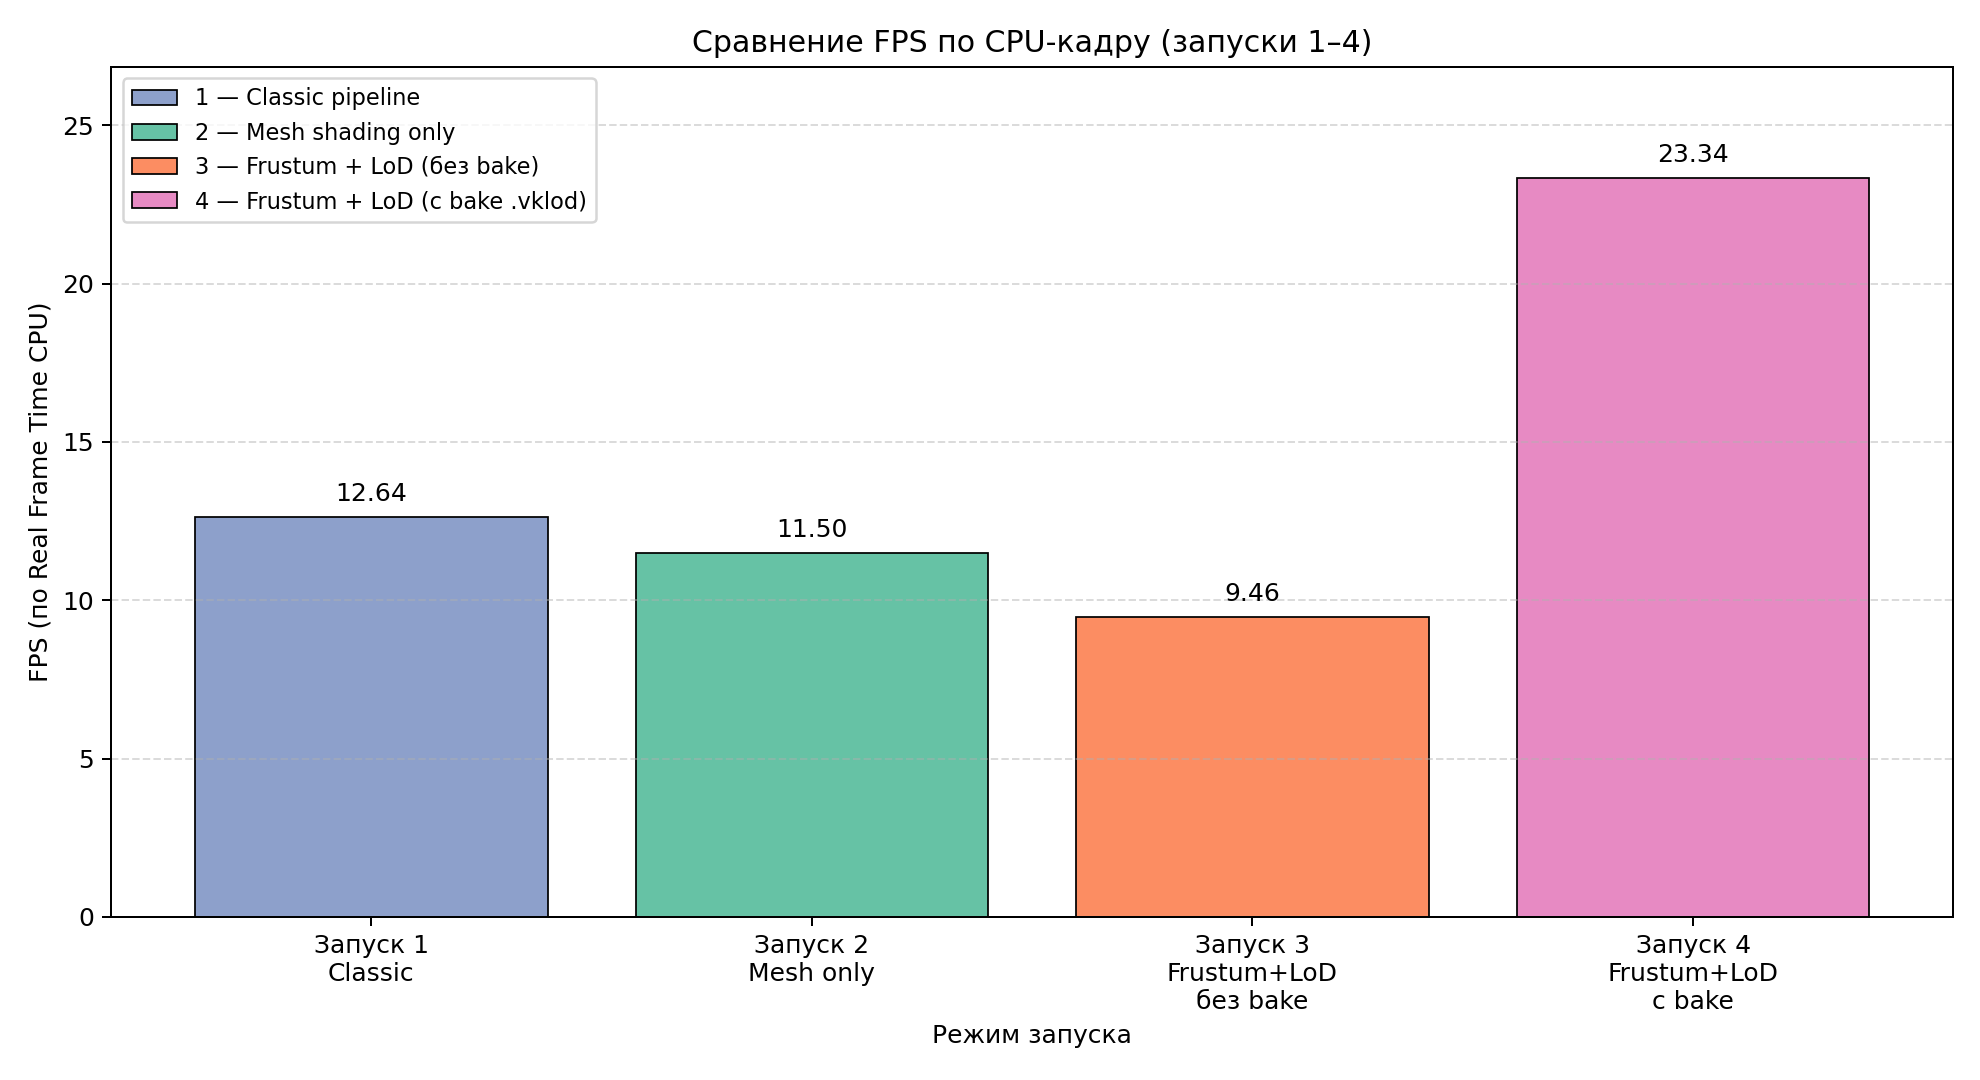 Сравнение FPS по CPU-кадру (запуски 1–4)
1 — Classic pipeline
2 — Mesh shading only
3 — Frustum + LoD (без bake)
4 — Frustum + LoD (с bake .vklod)
FPS (по Real Frame Time CPU)
25
20
15
10
5
0
12.64
11.50
9.46
23.34
Запуск 1
Classic
Запуск 2
Mesh only
Запуск 3
Frustum+LoD
без bake
Запуск 4
Frustum+LoD
с bake
Режим запуска